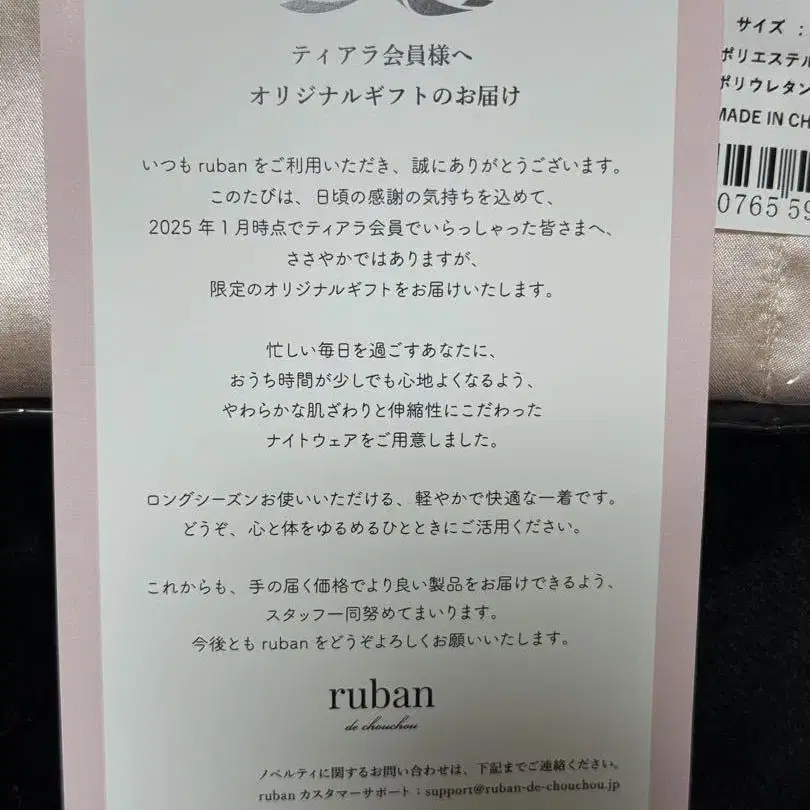 ティアラ会員様へ
オリジナルギフトのお届け
いつも ruban をご利用いただき、誠にありがとうございます。
このたびは、日頃の感謝の気持ちを込めて、
2025 年 1 月時点でティアラ会員でいらっしゃった皆さまへ、
ささやかではありますが、
限定のオリジナルギフトをお届けいたします。
忙しい毎日を過ごすあなたに、
おうち時間が少しでも心地よくなるよう、
やわらかな肌ざわりと伸縮性にこだわった
ナイトウェアをご用意しました。
ロングシーズンお使いいただける、軽やかで快適な一着です。
どうぞ、心と体をゆるめるひとときにご活用ください。
これからも、手の届く価格でより良い製品をお届けできるよう、
スタッフ一同努めてまいります。
今後とも ruban をどうぞよろしくお願いいたします。
ruban
de chouchou
ノベルティに関するお問い合わせは、下記までご連絡ください。
ruban カスタマーサポート：support@ruban-de-chouchou.jp
サイズ :
ポリエステル
ポリウレタン
MADE IN CH
0765 59